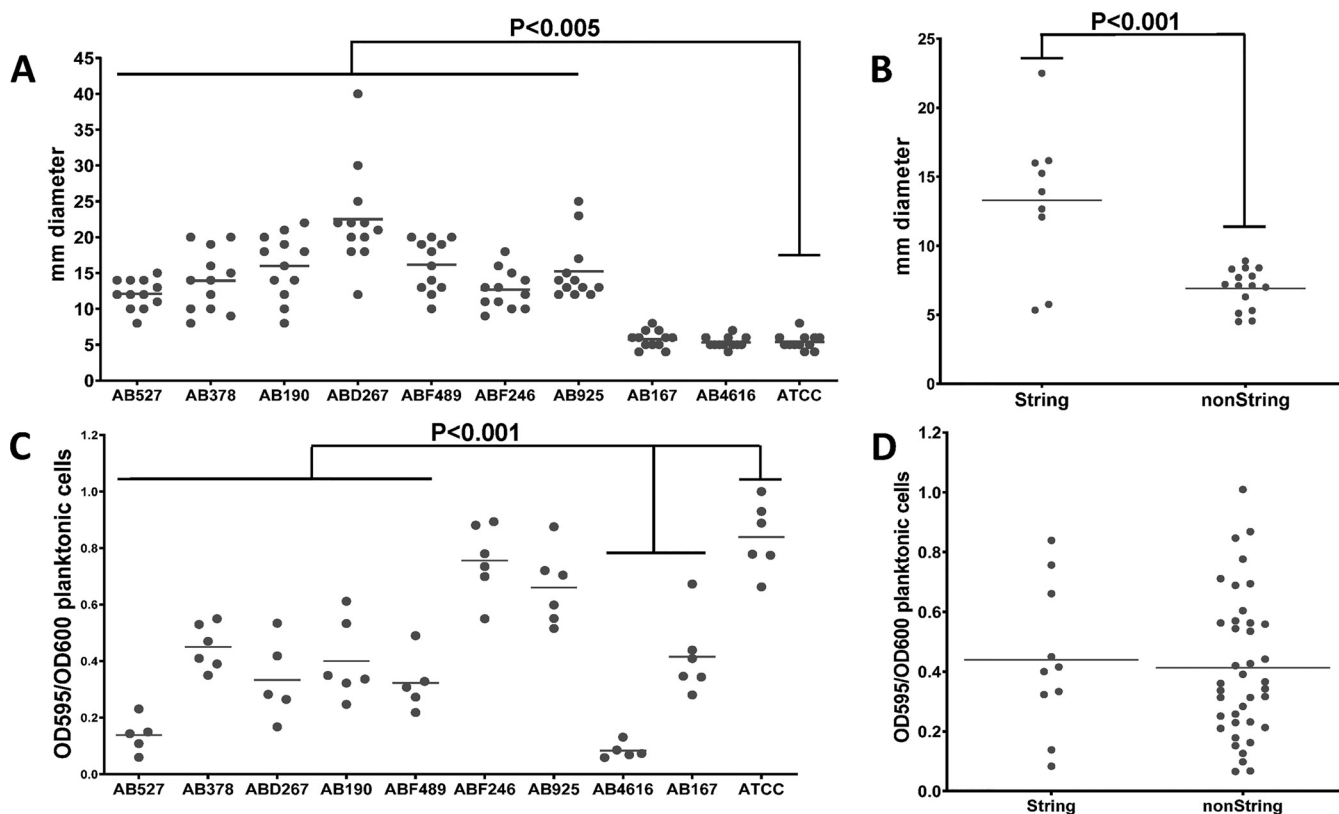 A
P<0.005
mm diameter
45
40
35
30
25
20
15
10
5
0
AB527 AB378 AB190 ABD267 ABF489 ABF246 AB925 AB167 AB4616 ATCC
B
P<0.001
mm diameter
25
20
15
10
5
0
String nonString
C
P<0.001
OD595/OD600 planktonic cells
1.2
1.0
0.8
0.6
0.4
0.2
0.0
AB527 AB378 ABD267 AB190 ABF489 ABF246 AB925 AB4616 AB167 ATCC
D
OD595/OD600 planktonic cells
1.2
1.0
0.8
0.6
0.4
0.2
0.0
String nonString